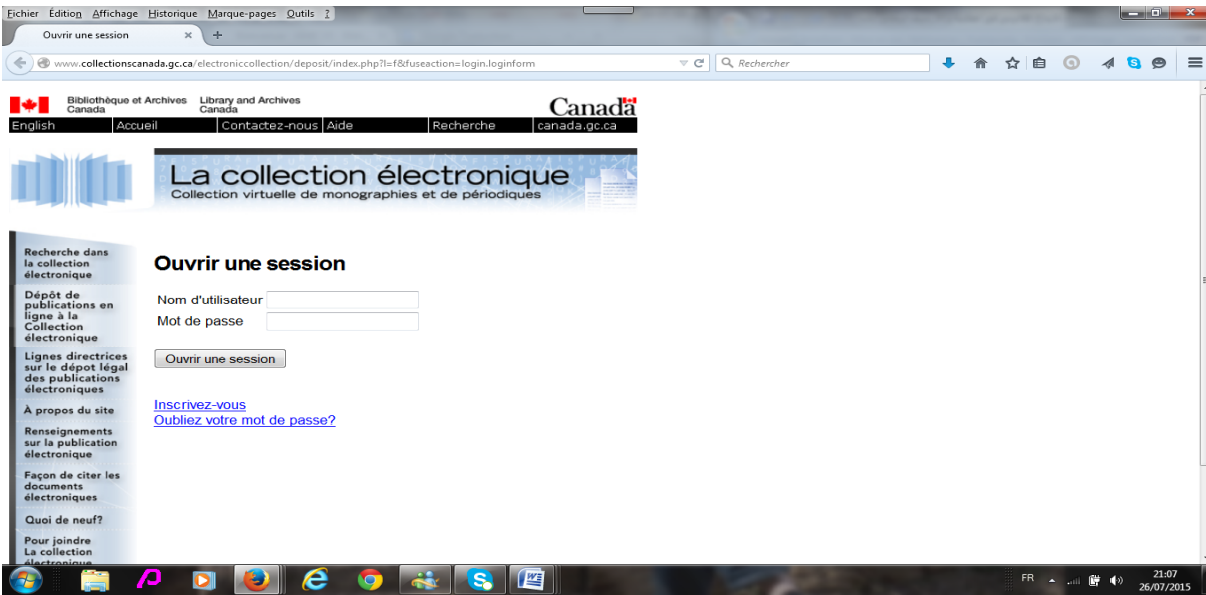 Fichier Édition Affichage Historique Marque-pages Outils ?
Ouvrir une session × +
www.collectionscanada.gc.ca/electroniccollection/deposit/index.php?l=f&fuseaction=login.loginform
Rechercher
Bibliothèque et Archives Library and Archives
Canada Canada
Canada
English Accueil Contactez-nous Aide Recherche canada.gc.ca
La collection électronique
Collection virtuelle de monographies et de périodiques
Recherche dans
la collection
électronique
Dépôt de
publications en
ligne à la
Collection
électronique
Lignes directrices
sur le dépot légal
des publications
électroniques
À propos du site
Renseignements
sur la publication
électronique
Façon de citer les
documents
électroniques
Quoi de neuf?
Pour joindre
La collection
électronique
Ouvrir une session
Nom d'utilisateur
Mot de passe
Ouvrir une session
Inscrivez-vous
Oubliez votre mot de passe?
FR
21:07
26/07/2015